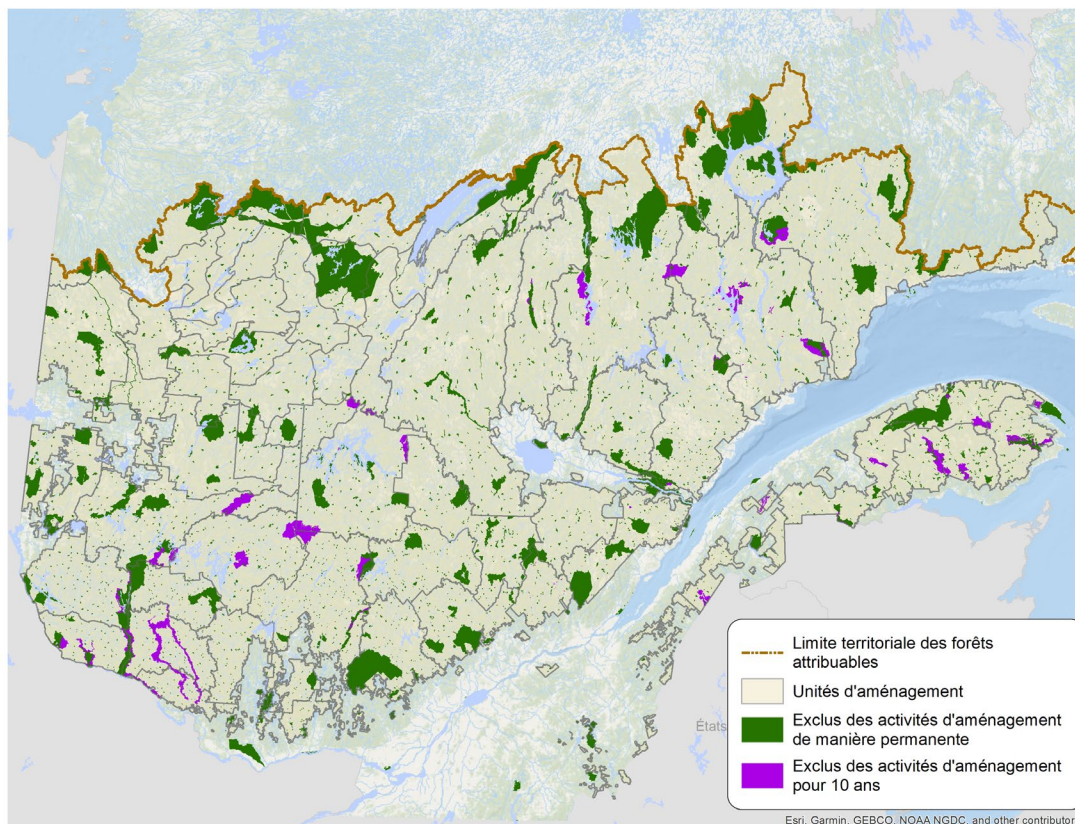 Limite territoriale des forêts
attribuables
Unités d'aménagement
États
Exclus des activités d'aménagement
de manière permanente
Exclus des activités d'aménagement
pour 10 ans
Esri, Garmin, GEBCO, NOAA NGDC, and other contributor